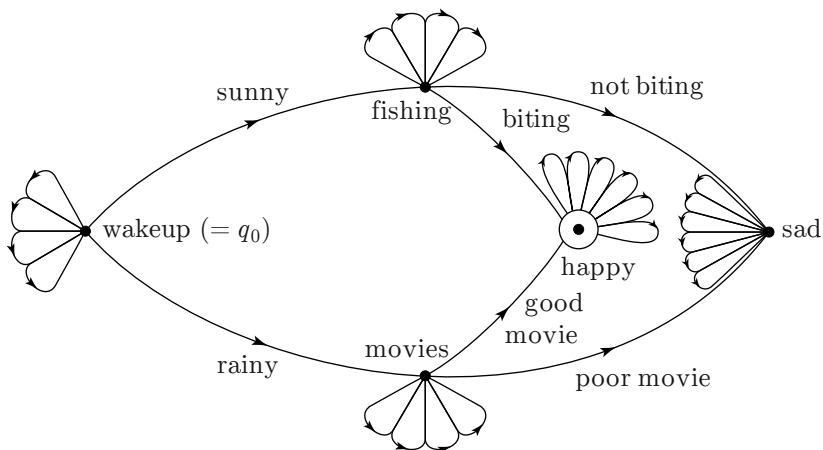 sunny
fishing
not biting
biting
wakeup (= q₀)
sad
happy
good
movie
movies
rainy
poor movie